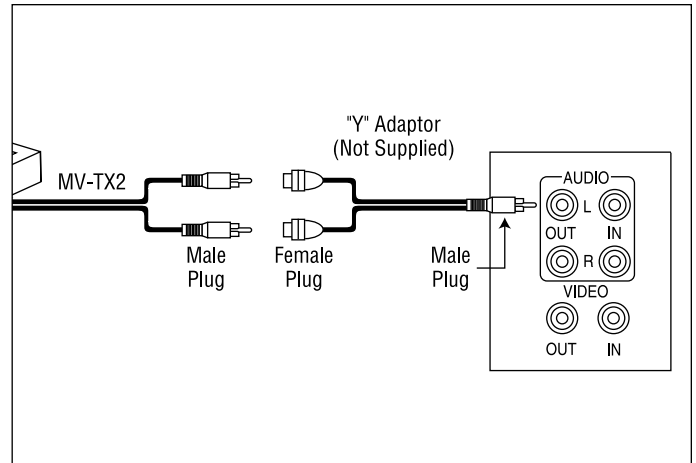 "Y" Adaptor
(Not Supplied)
MV-TX2
Male
Plug
Female
Plug
Male
Plug
AUDIO
L
OUT IN
R
VIDEO
OUT IN